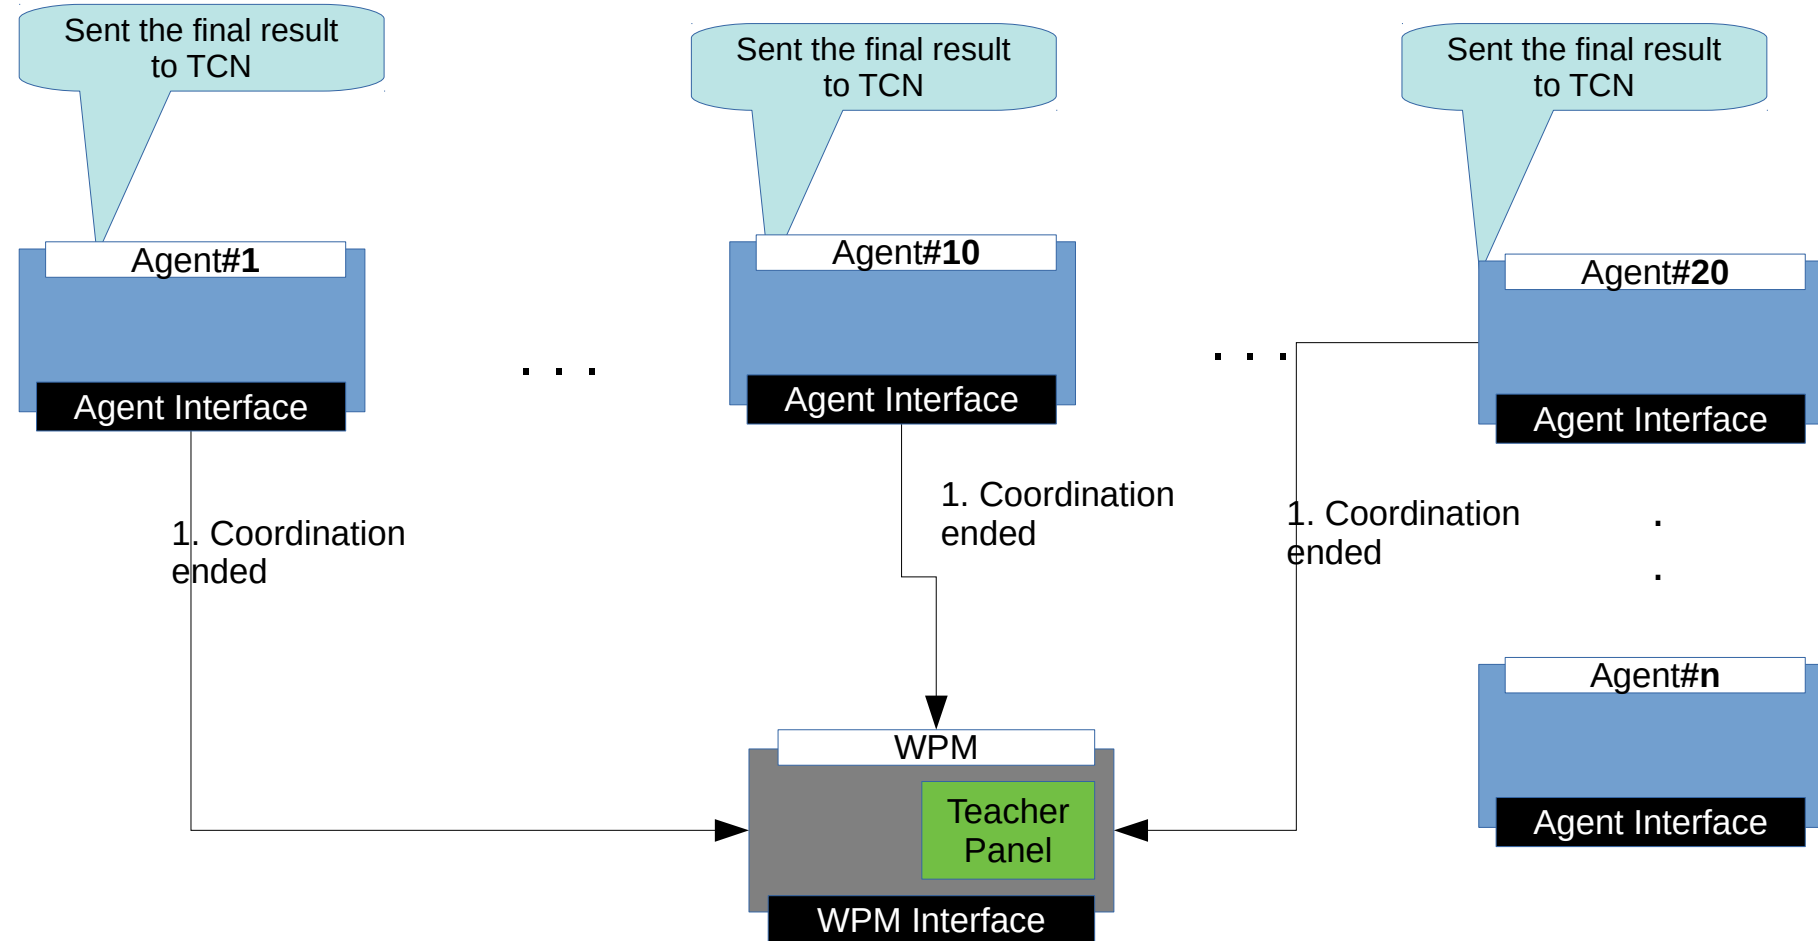 Sent the final result
to TCN
Sent the final result
to TCN
Sent the final result
to TCN
Agent#1
Agent#10
Agent#20
. . .
. . .
Agent Interface
Agent Interface
Agent Interface
1. Coordination
ended
1. Coordination
ended
1. Coordination
ended
.
.
Agent#n
Agent Interface
WPM
Teacher
Panel
WPM Interface